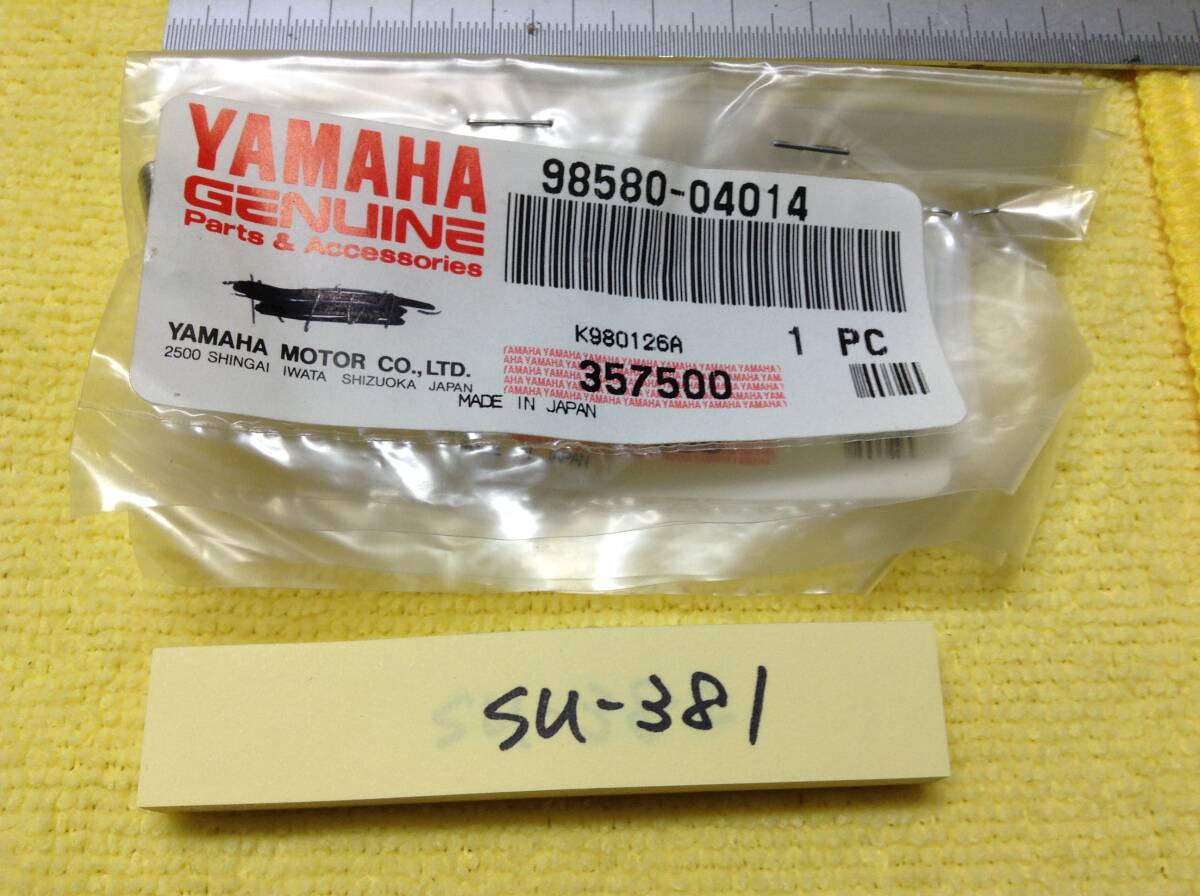 YAMAHA
GENUINE
Parts & Accessories
98580-04014
YAMAHA MOTOR CO.,LTD.
2500 SHINGAI IWATA SHIZUOKA JAPAN
K980126A
1 PC
357500
MADE IN JAPAN
SU-381